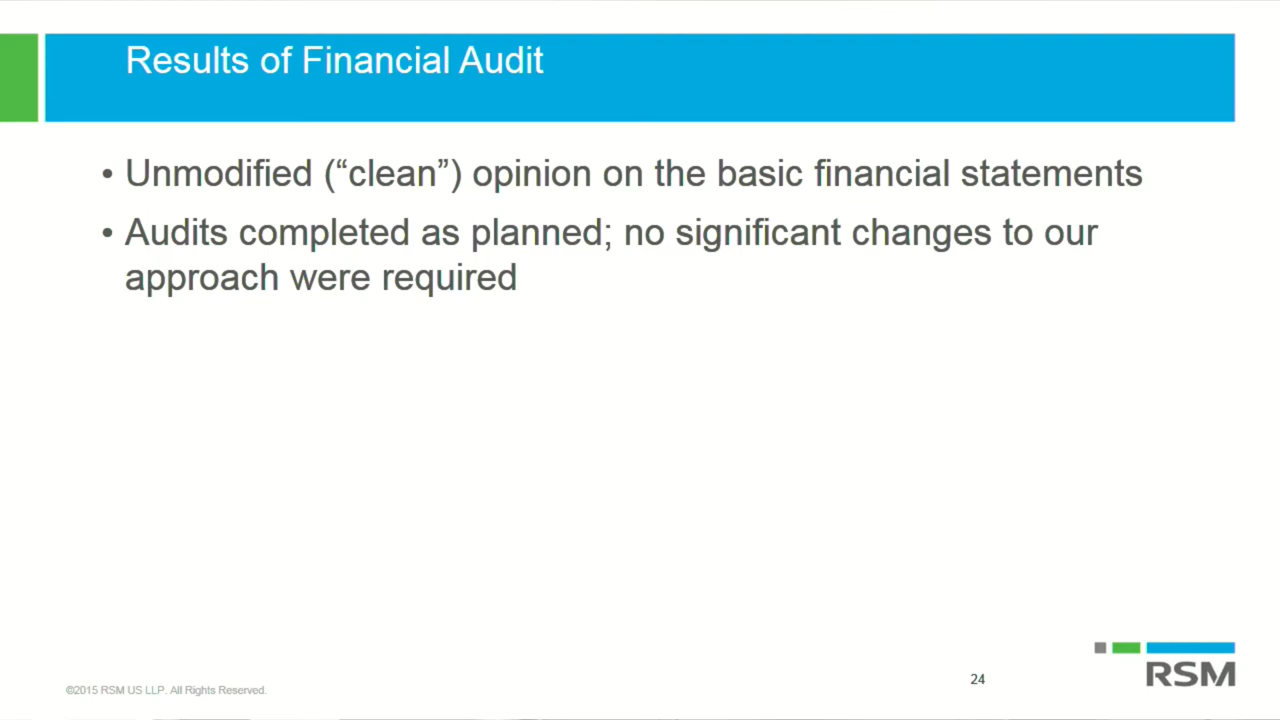 Results of Financial Audit
• Unmodified (“clean”) opinion on the basic financial statements
• Audits completed as planned; no significant changes to our
approach were required
©2015 RSM US LLP. All Rights Reserved.
24
RSM